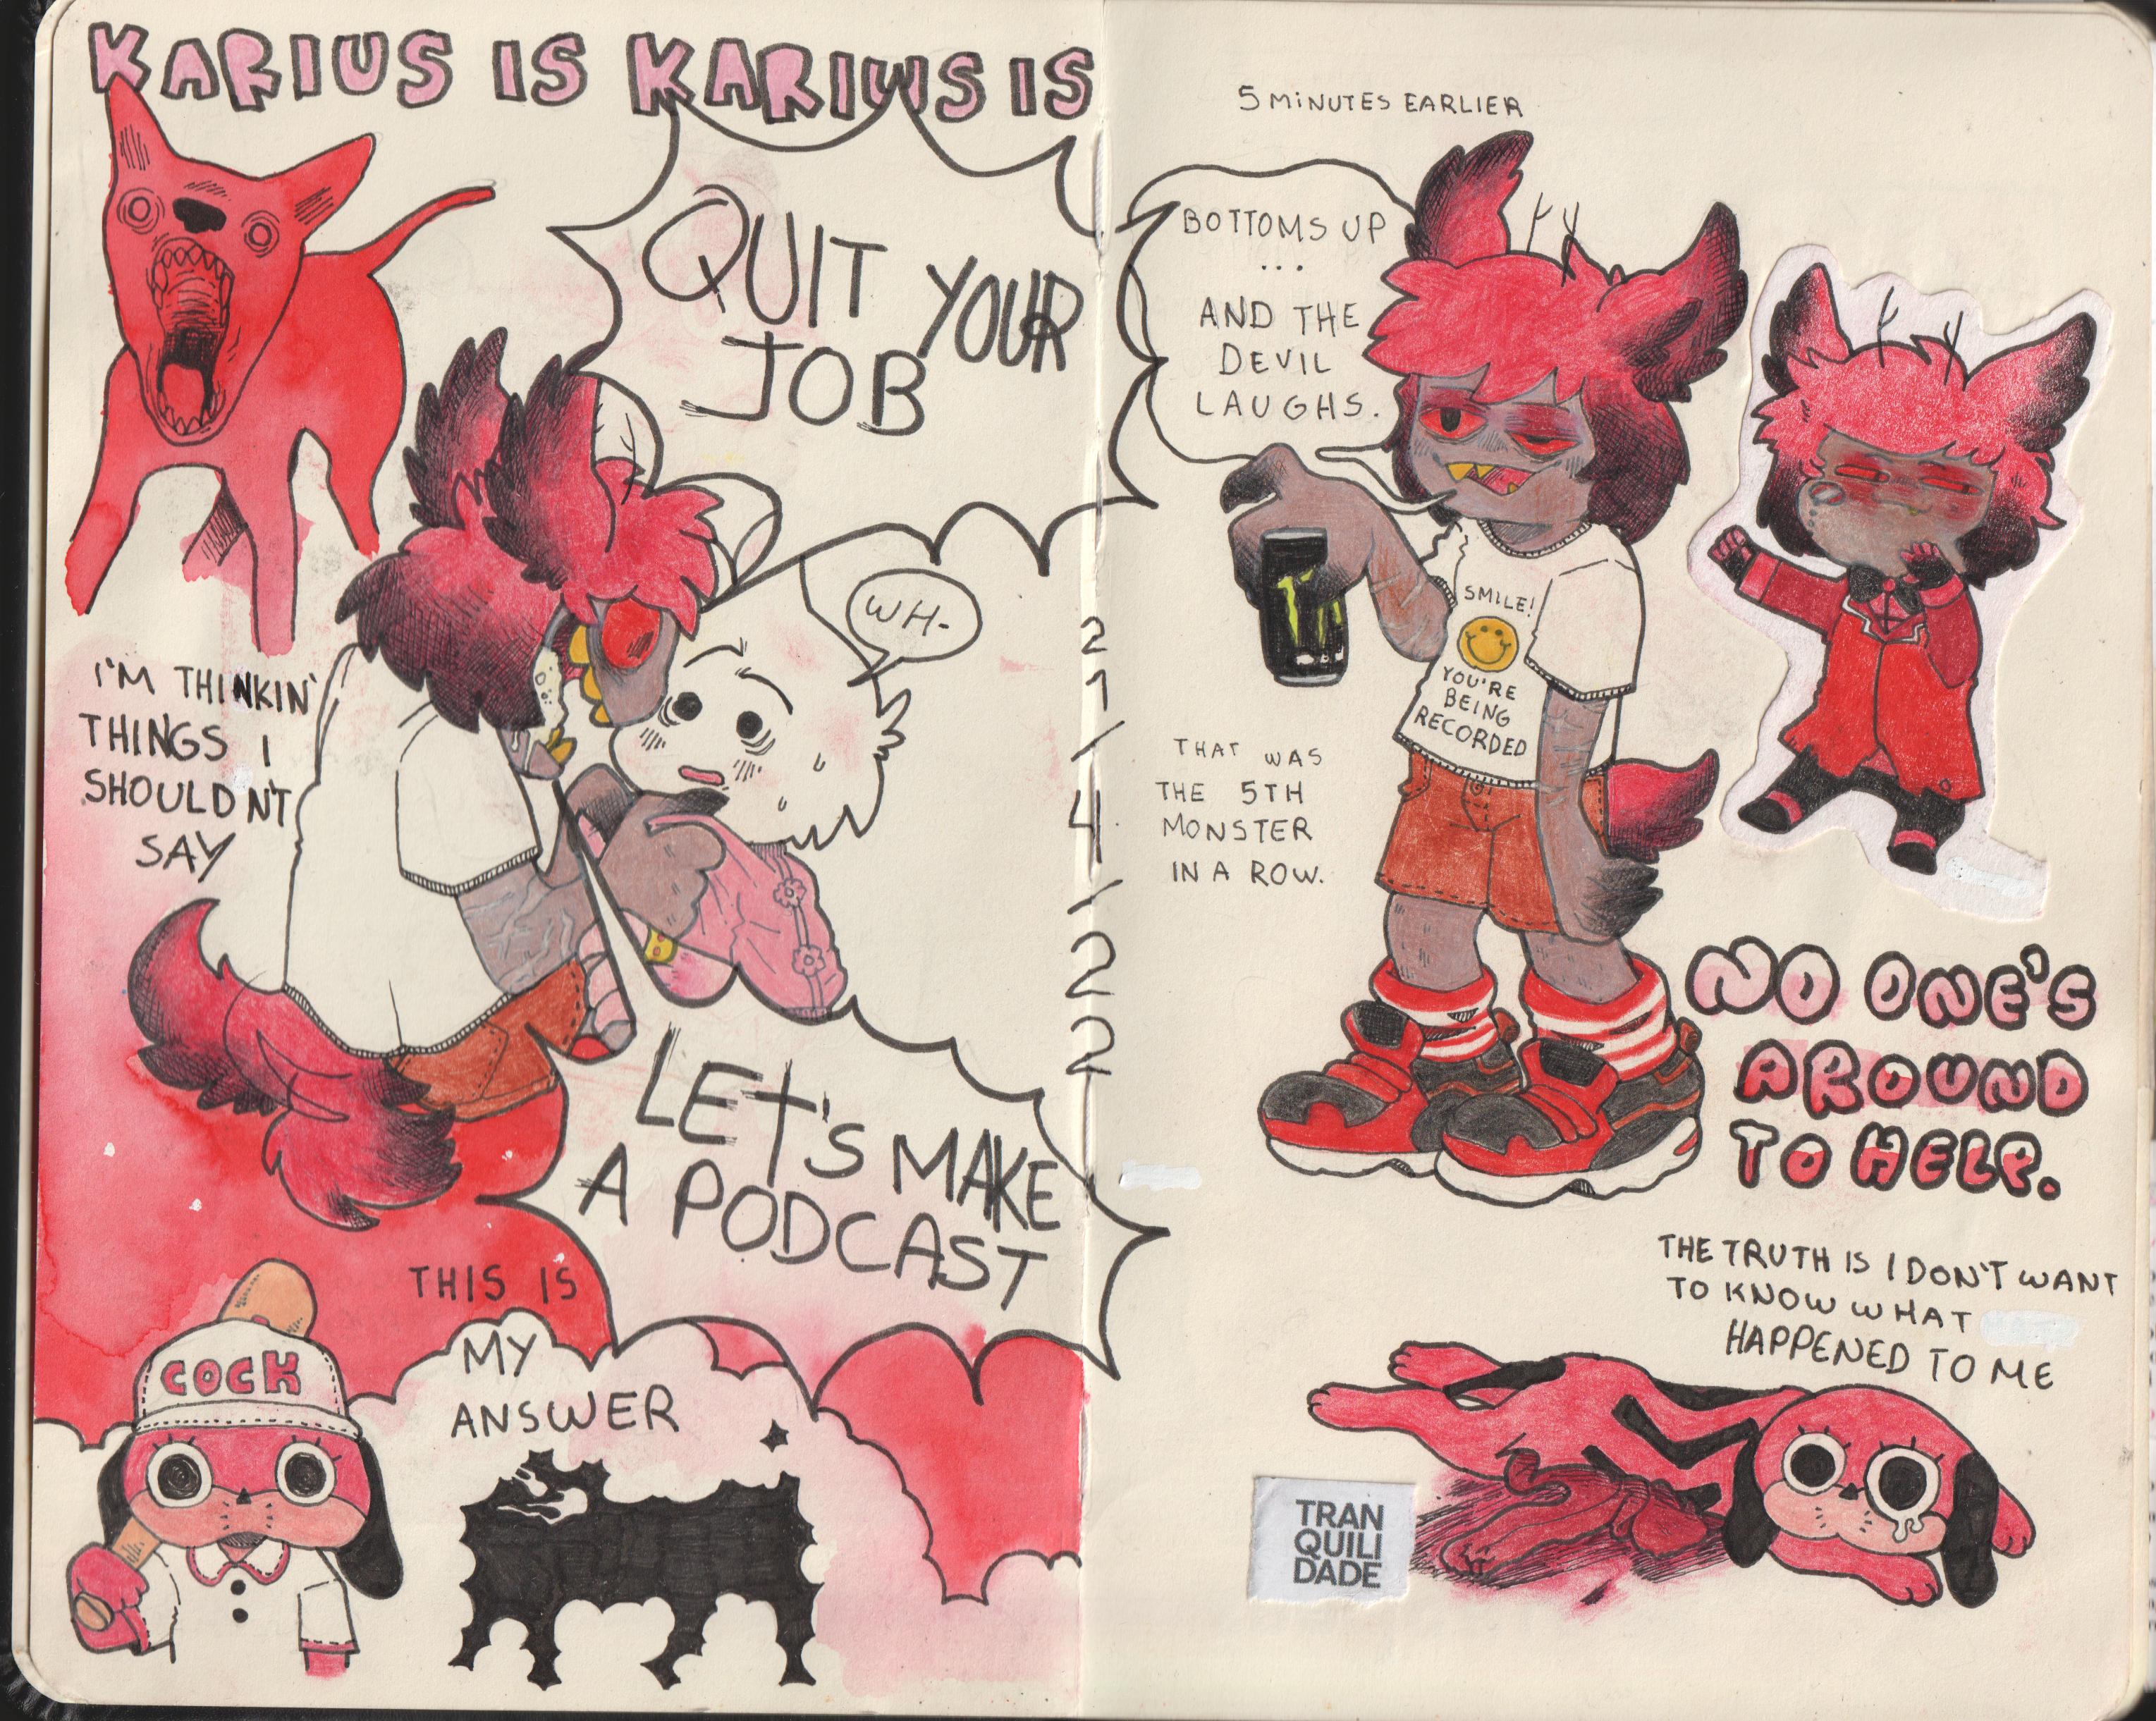 KARIUS IS KARIUS IS
QUIT YOUR
JOB
WH-
I'M THINKIN'
THINGS I
SHOULDN'T
SAY
LET'S MAKE
A PODCAST
THIS IS
MY
ANSWER
COCK
27/4/22
5 MINUTES EARLIER
BOTTOMS UP
...
AND THE
DEVIL
LAUGHS.
SMILE!
YOU'RE
BEING
RECORDED
THAT WAS
THE 5TH
MONSTER
IN A ROW.
NO ONE'S
AROUND
TO HELP.
THE TRUTH IS I DON'T WANT
TO KNOW WHAT
HAPPENED TO ME
TRAN
QUILI
DADE